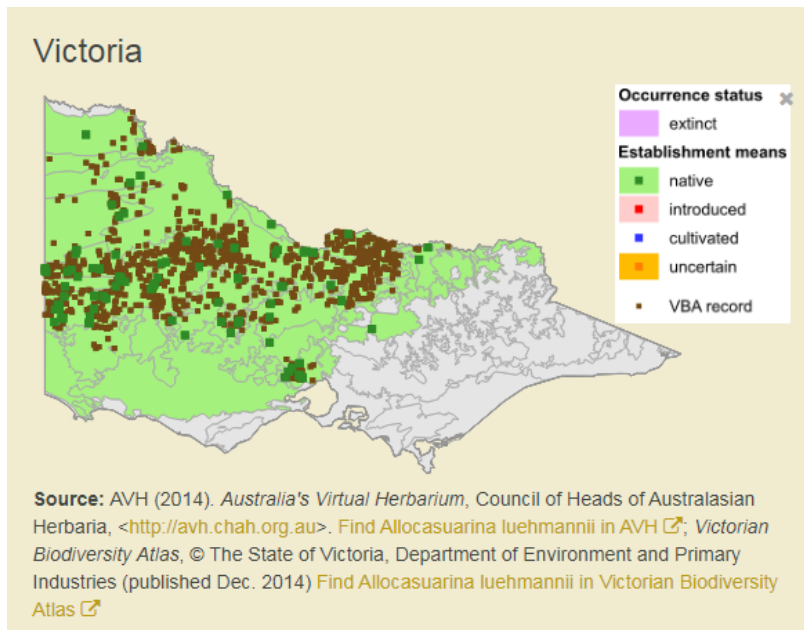 Victoria
Occurrence status
extinct
Establishment means
native
introduced
cultivated
uncertain
VBA record
Source: AVH (2014). Australia's Virtual Herbarium, Council of Heads of Australasian
Herbaria, <http://avh.chah.org.au>. Find Allocasuarina luehmannii in AVH; Victorian
Biodiversity Atlas, © The State of Victoria, Department of Environment and Primary
Industries (published Dec. 2014) Find Allocasuarina luehmannii in Victorian Biodiversity
Atlas